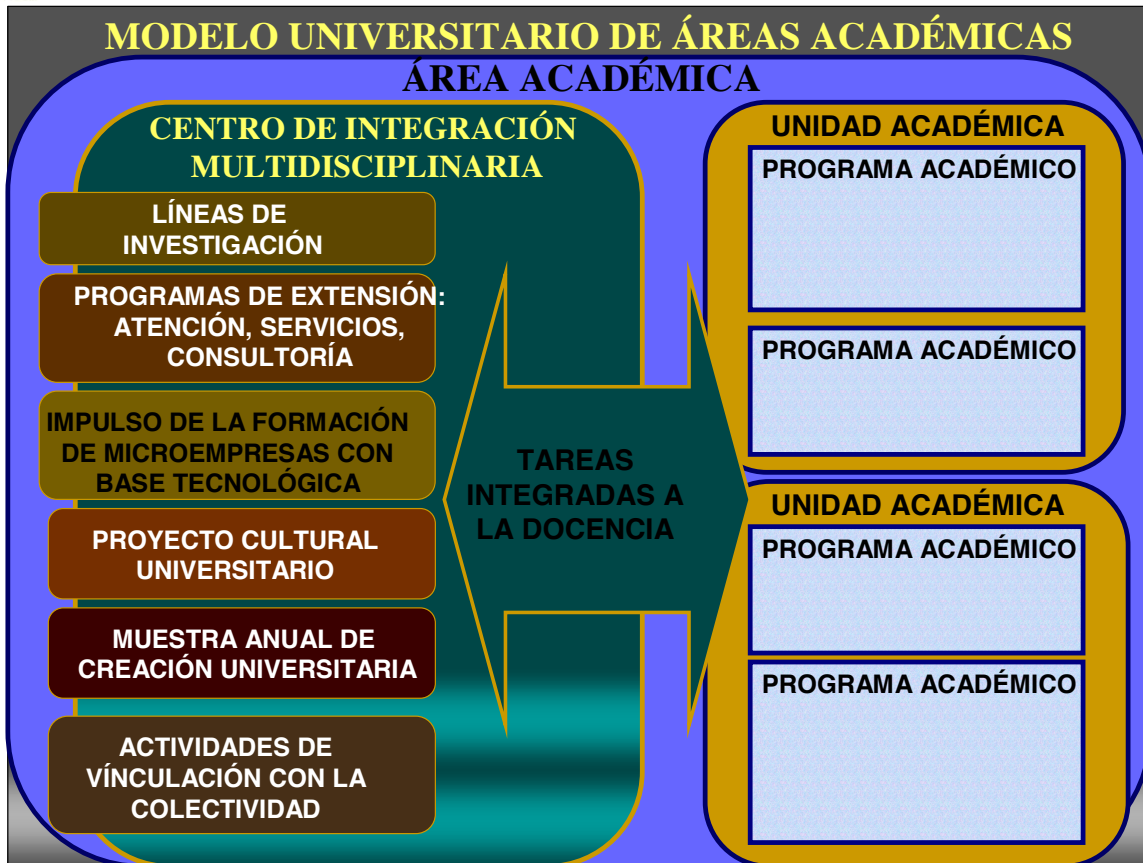 MODELO UNIVERSITARIO DE ÁREAS ACADÉMICAS
ÁREA ACADÉMICA
CENTRO DE INTEGRACIÓN
MULTIDISCIPLINARIA
LÍNEAS DE
INVESTIGACIÓN
PROGRAMAS DE EXTENSIÓN:
ATENCIÓN, SERVICIOS,
CONSULTORÍA
IMPULSO DE LA FORMACIÓN
DE MICROEMPRESAS CON
BASE TECNOLÓGICA
PROYECTO CULTURAL
UNIVERSITARIO
MUESTRA ANUAL DE
CREACIÓN UNIVERSITARIA
ACTIVIDADES DE
VÍNCULACIÓN CON LA
COLECTIVIDAD
TAREAS
INTEGRADAS A
LA DOCENCIA
UNIDAD ACADÉMICA
PROGRAMA ACADÉMICO
PROGRAMA ACADÉMICO
UNIDAD ACADÉMICA
PROGRAMA ACADÉMICO
PROGRAMA ACADÉMICO